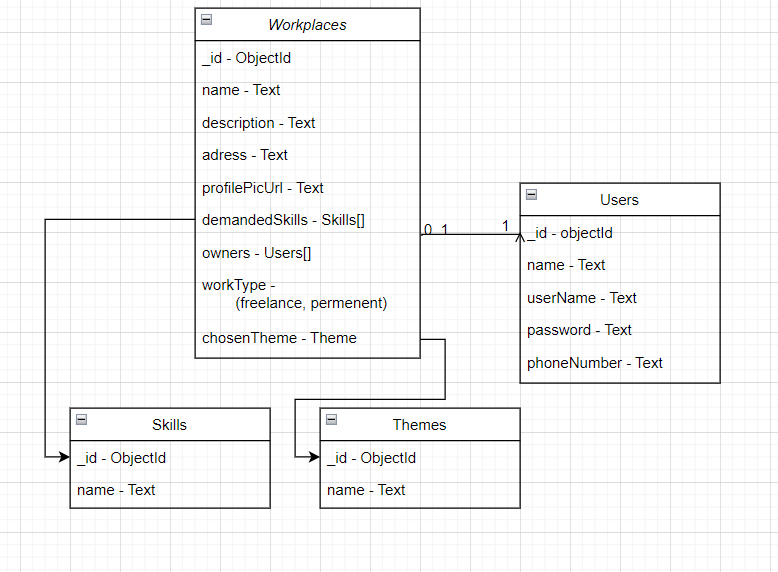 Workplaces
_id - ObjectId
name - Text
description - Text
adress - Text
profilePicUrl - Text
demandedSkills - Skills[]
owners - Users[]
workType -
(freelance, permenent)
chosenTheme - Theme
0..1
1
Users
_id - objectId
name - Text
userName - Text
password - Text
phoneNumber - Text
Skills
_id - ObjectId
name - Text
Themes
_id - ObjectId
name - Text